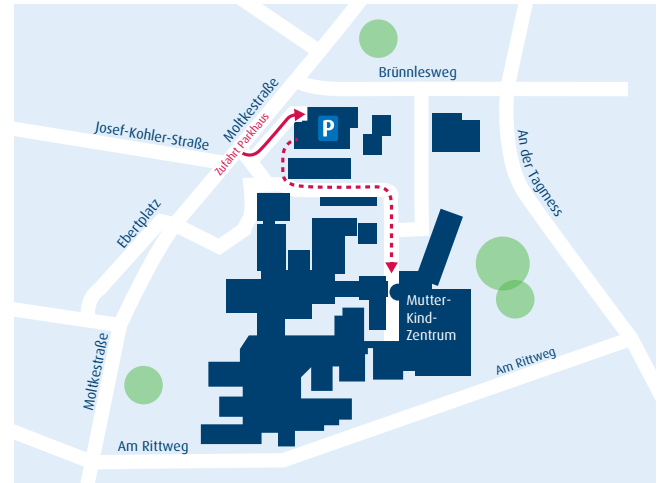 Brünnlesweg
Moltkestraße
Zufahrt Parkhaus
P
Josef-Kohler-Straße
An der Tagmess
Ebertplatz
Mutter-
Kind-
Zentrum
Moltkestraße
Am Rittweg
Am Rittweg